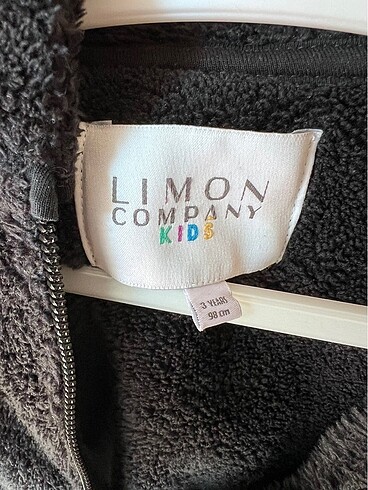 LIMON
COMPANY
KIDS
3 YEARS
98 cm